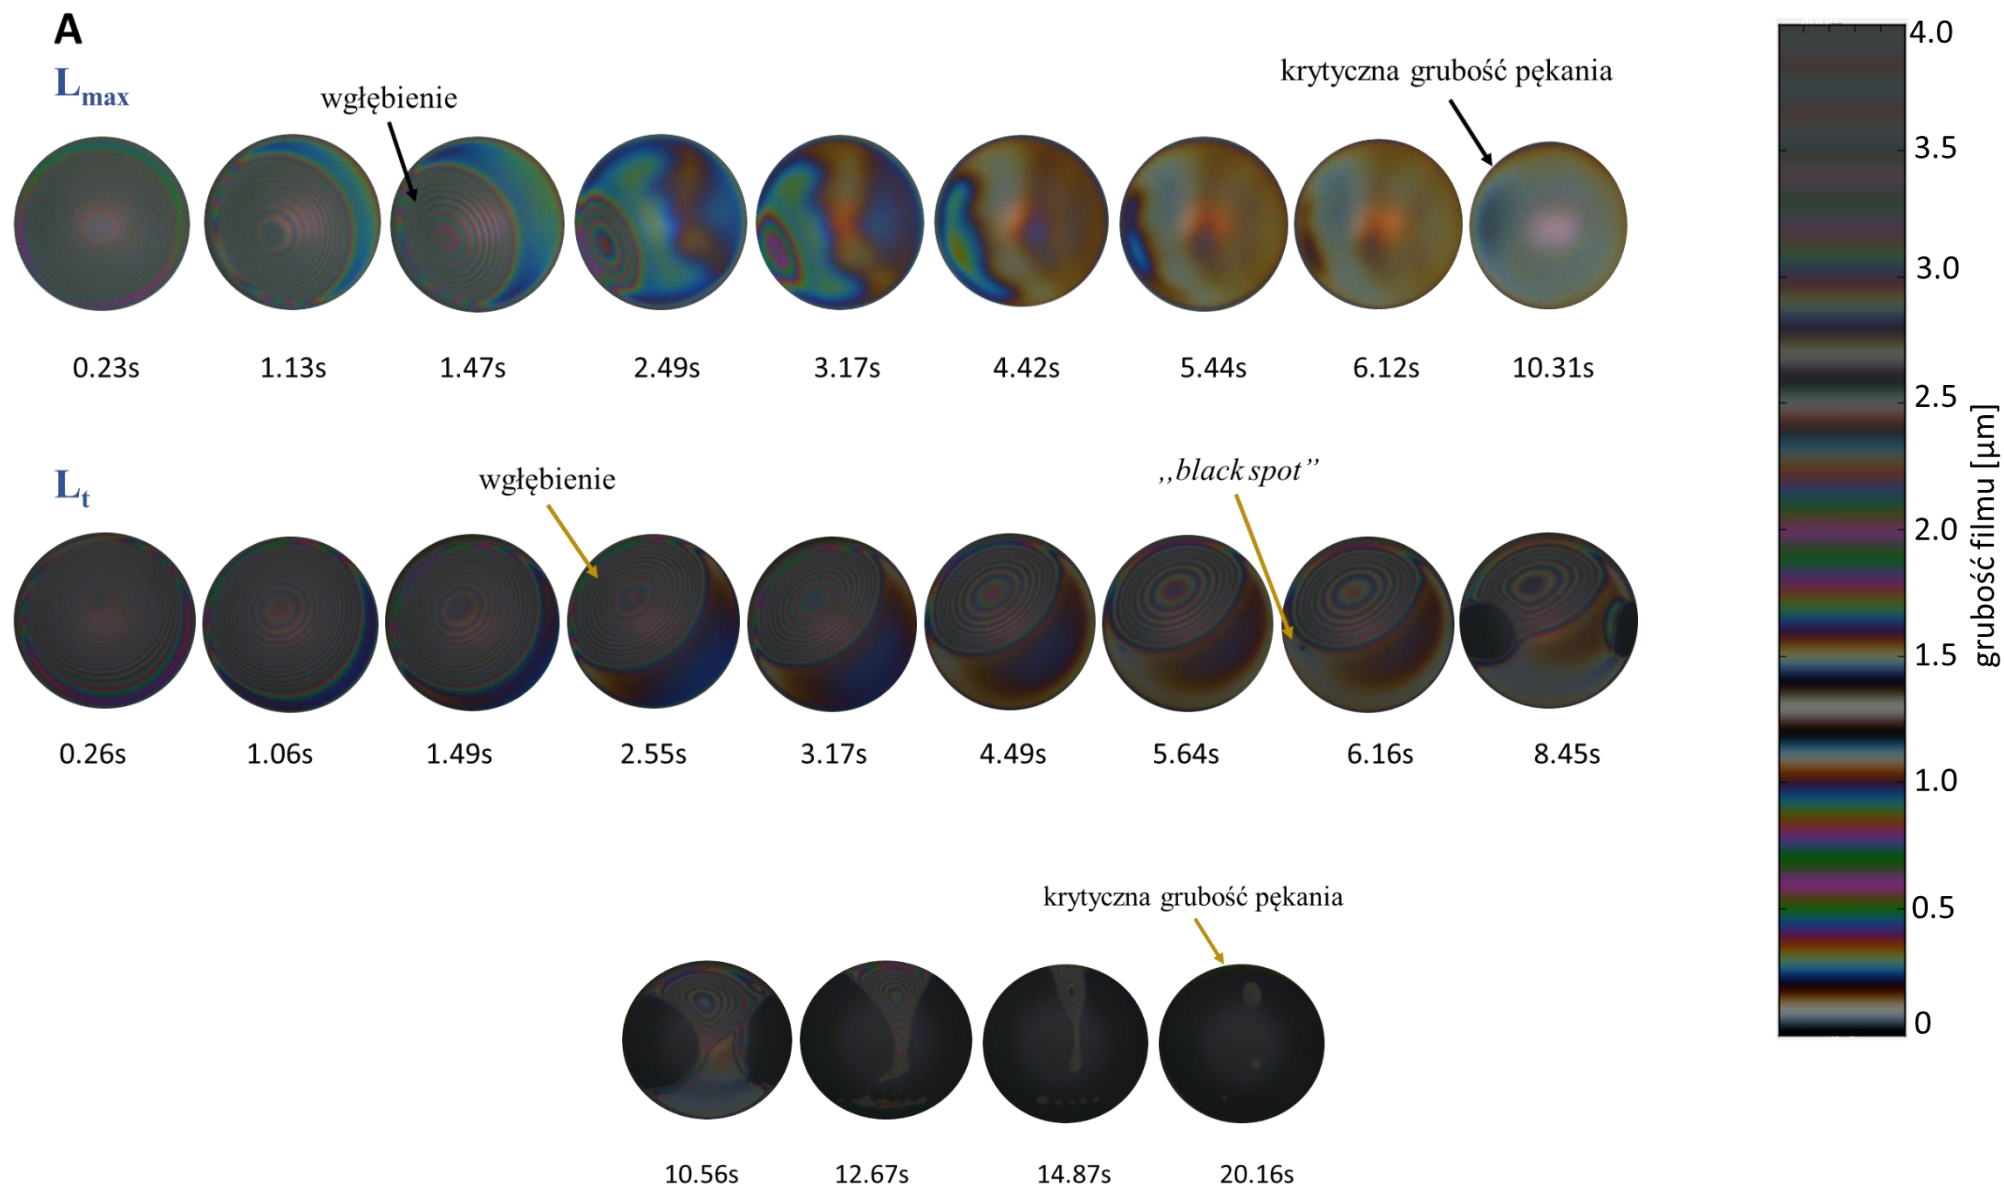 A
L_max
wgłębienie
krytyczna grubość pękania
0.23s 1.13s 1.47s 2.49s 3.17s 4.42s 5.44s 6.12s 10.31s
L_t
wgłębienie
„black spot”
0.26s 1.06s 1.49s 2.55s 3.17s 4.49s 5.64s 6.16s 8.45s
krytyczna grubość pękania
10.56s 12.67s 14.87s 20.16s
4.0
3.5
3.0
2.5
2.0
1.5
1.0
0.5
0
grubość filmu [µm]